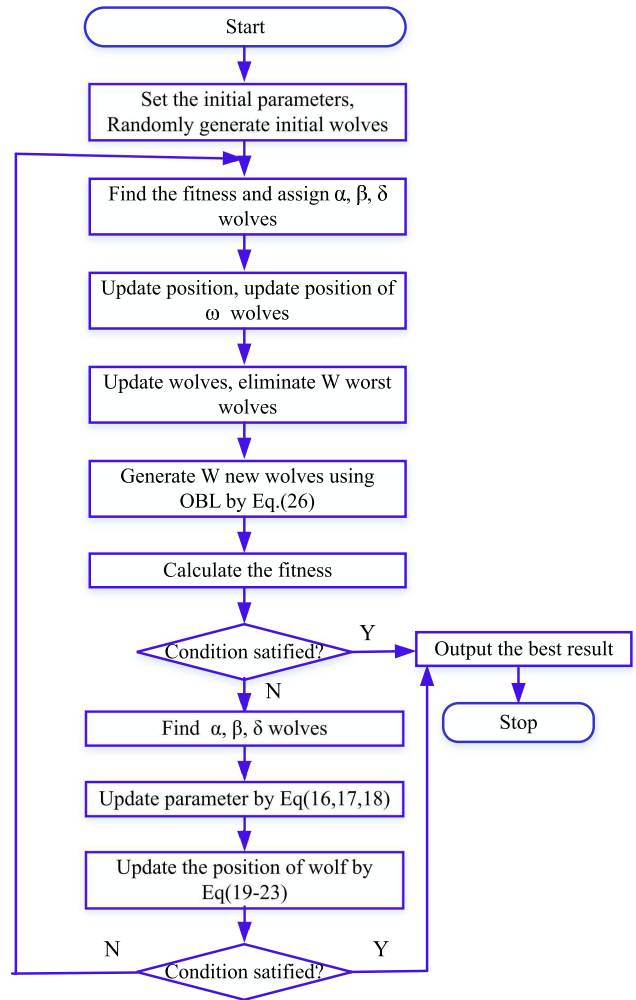 Start
Set the initial parameters,
Randomly generate initial wolves
Find the fitness and assign α, β, δ
wolves
Update position, update position of
ω wolves
Update wolves, eliminate W worst
wolves
Generate W new wolves using
OBL by Eq.(26)
Calculate the fitness
Condition satified?
Y
Output the best result
N
Stop
Find α, β, δ wolves
Update parameter by Eq(16,17,18)
Update the position of wolf by
Eq(19-23)
N
Condition satified?
Y